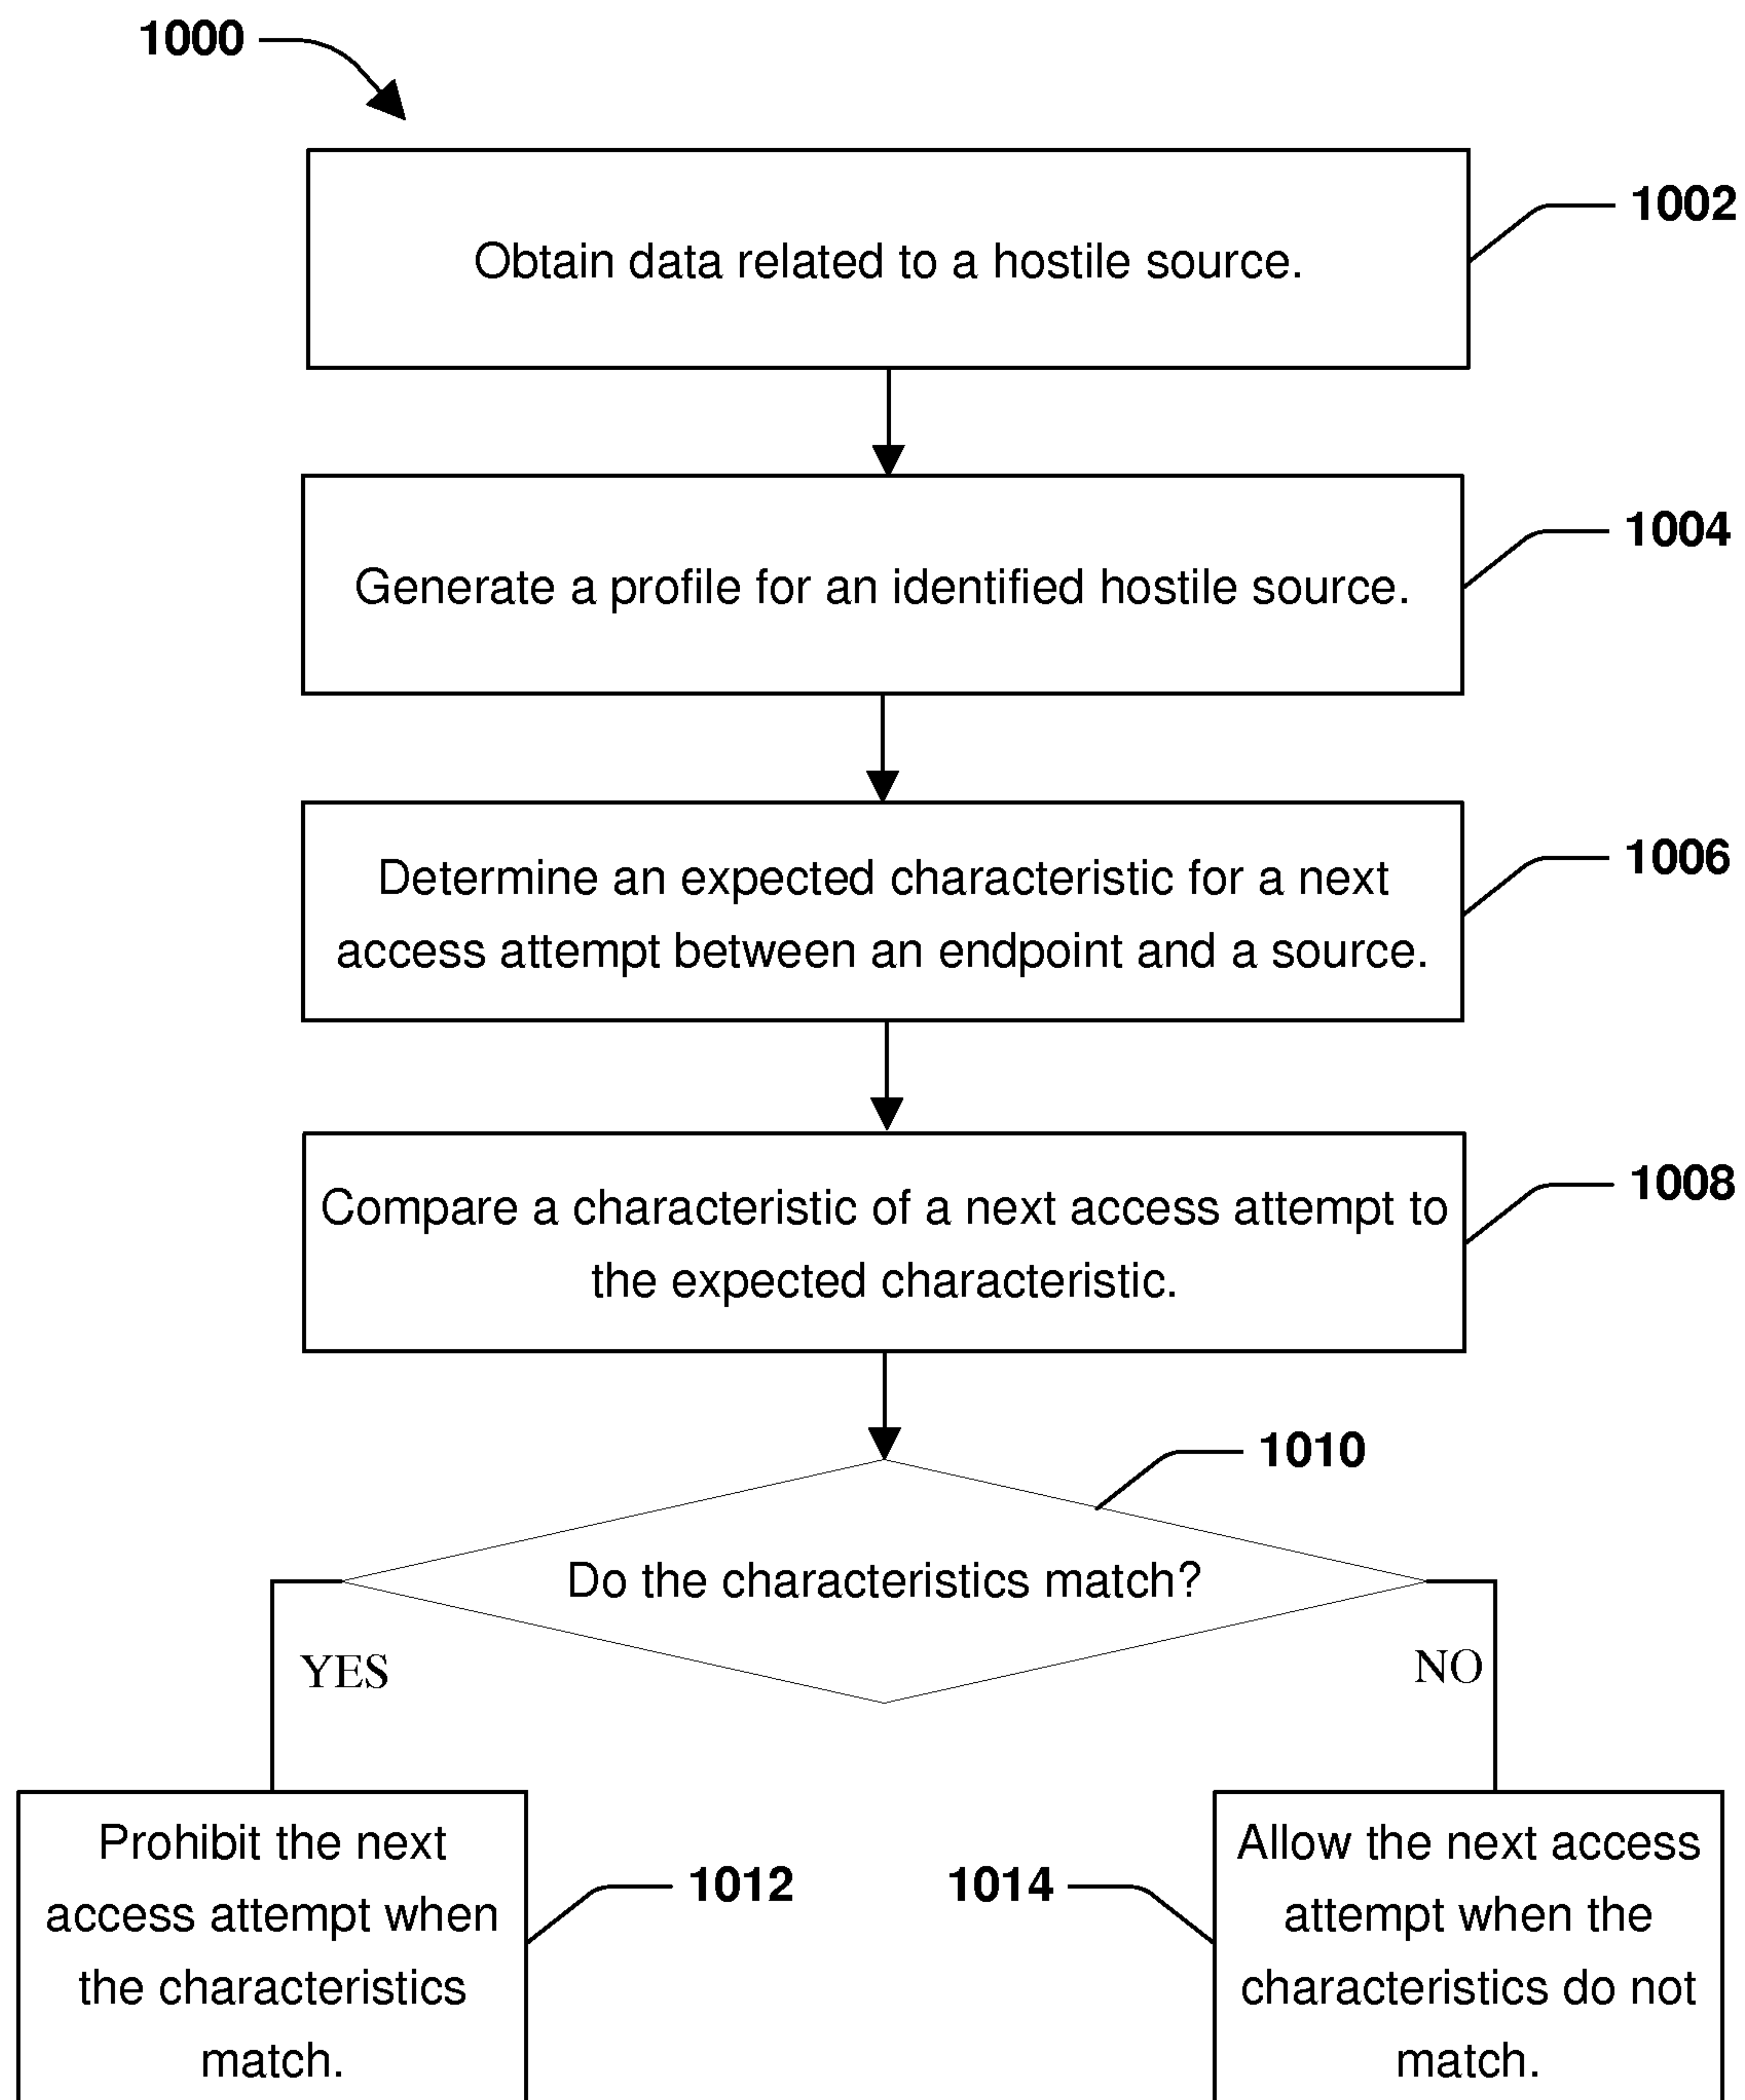 1000
Obtain data related to a hostile source.
1002
Generate a profile for an identified hostile source.
1004
Determine an expected characteristic for a next
access attempt between an endpoint and a source.
1006
Compare a characteristic of a next access attempt to
the expected characteristic.
1008
1010
Do the characteristics match?
YES
NO
Prohibit the next
access attempt when
the characteristics
match.
1012
1014
Allow the next access
attempt when the
characteristics do not
match.